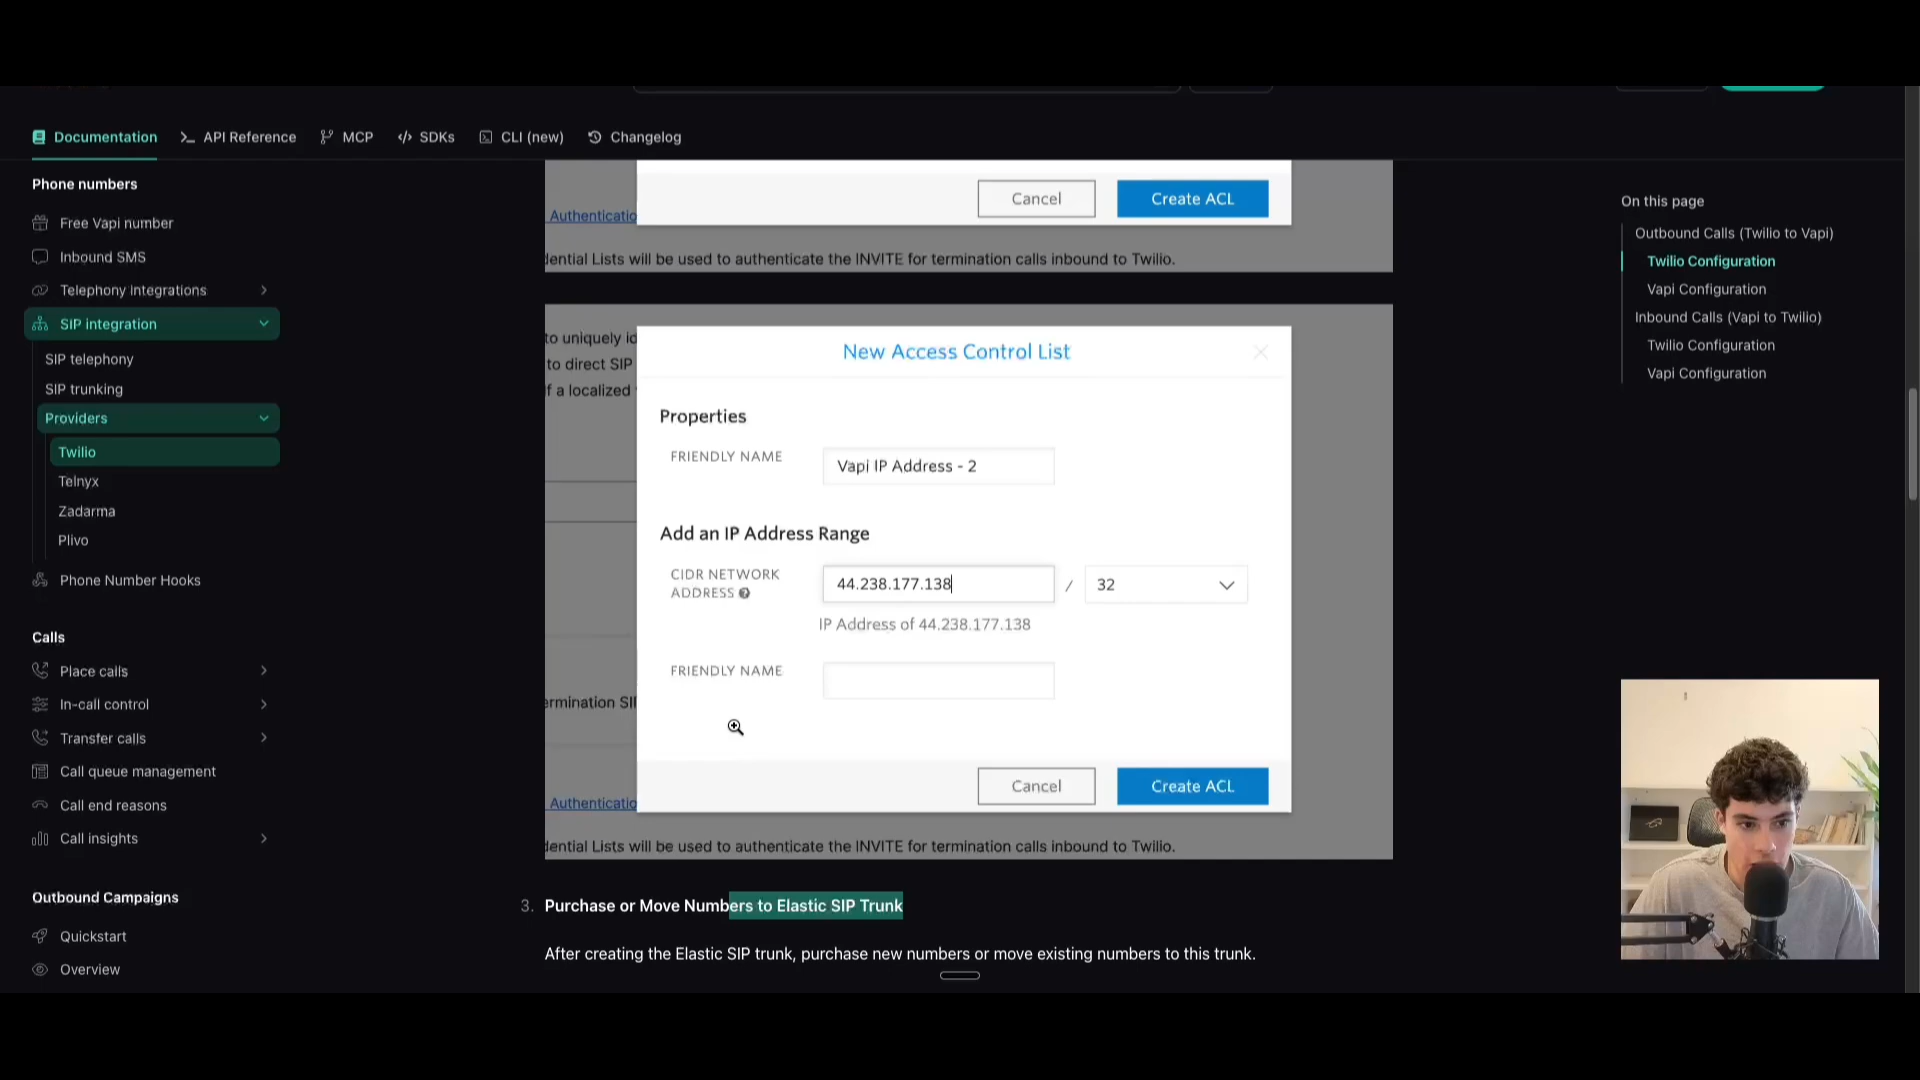 Documentation
API Reference
MCP
SDKs
CLI (new)
Changelog
Phone numbers
Free Vapi number
Inbound SMS
Telephony Integrations
SIP integration
SIP telephony
SIP trunking
Providers
Twilio
Telnyx
Zadarma
Plivo
Phone Number Hooks
Calls
Place calls
In-call control
Transfer calls
Call queue management
Call end reasons
Call insights
Outbound Campaigns
Quickstart
Overview
Cancel
Create ACL
Authenticatio
dential Lists will be used to authenticate the INVITE for termination calls inbound to Twilio.
to uniquely id
to direct SIP
f a localized
New Access Control List
Properties
FRIENDLY NAME
Vapi IP Address - 2
Add an IP Address Range
CIDR NETWORK
ADDRESS
44.238.177.138
/
32
IP Address of 44.238.177.138
FRIENDLY NAME
ermination SIF
Cancel
Create ACL
Authenticatio
dential Lists will be used to authenticate the INVITE for termination calls inbound to Twilio.
3. Purchase or Move Numbers to Elastic SIP Trunk
After creating the Elastic SIP trunk, purchase new numbers or move existing numbers to this trunk.
On this page
Outbound Calls (Twilio to Vapi)
Twilio Configuration
Vapi Configuration
Inbound Calls (Vapi to Twilio)
Twilio Configuration
Vapi Configuration